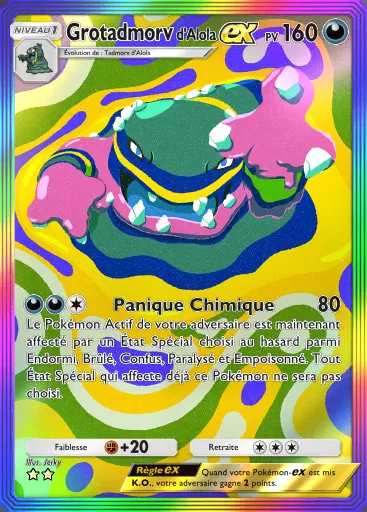 NIVEAU 1
Grotadmorv d'Alola ex PV 160
Évolution de : Tadmorv d'Alola
Panique Chimique 80
Le Pokémon Actif de votre adversaire est maintenant
affecté par un État Spécial choisi au hasard parmi
Endormi, Brûlé, Confus, Paralysé et Empoisonné. Tout
État Spécial qui affecte déjà ce Pokémon ne sera pas
choisi.
Faiblesse +20 Retraite
Illus. Jerky
Règle ex Quand votre Pokémon-ex est mis
K.O., votre adversaire gagne 2 points.